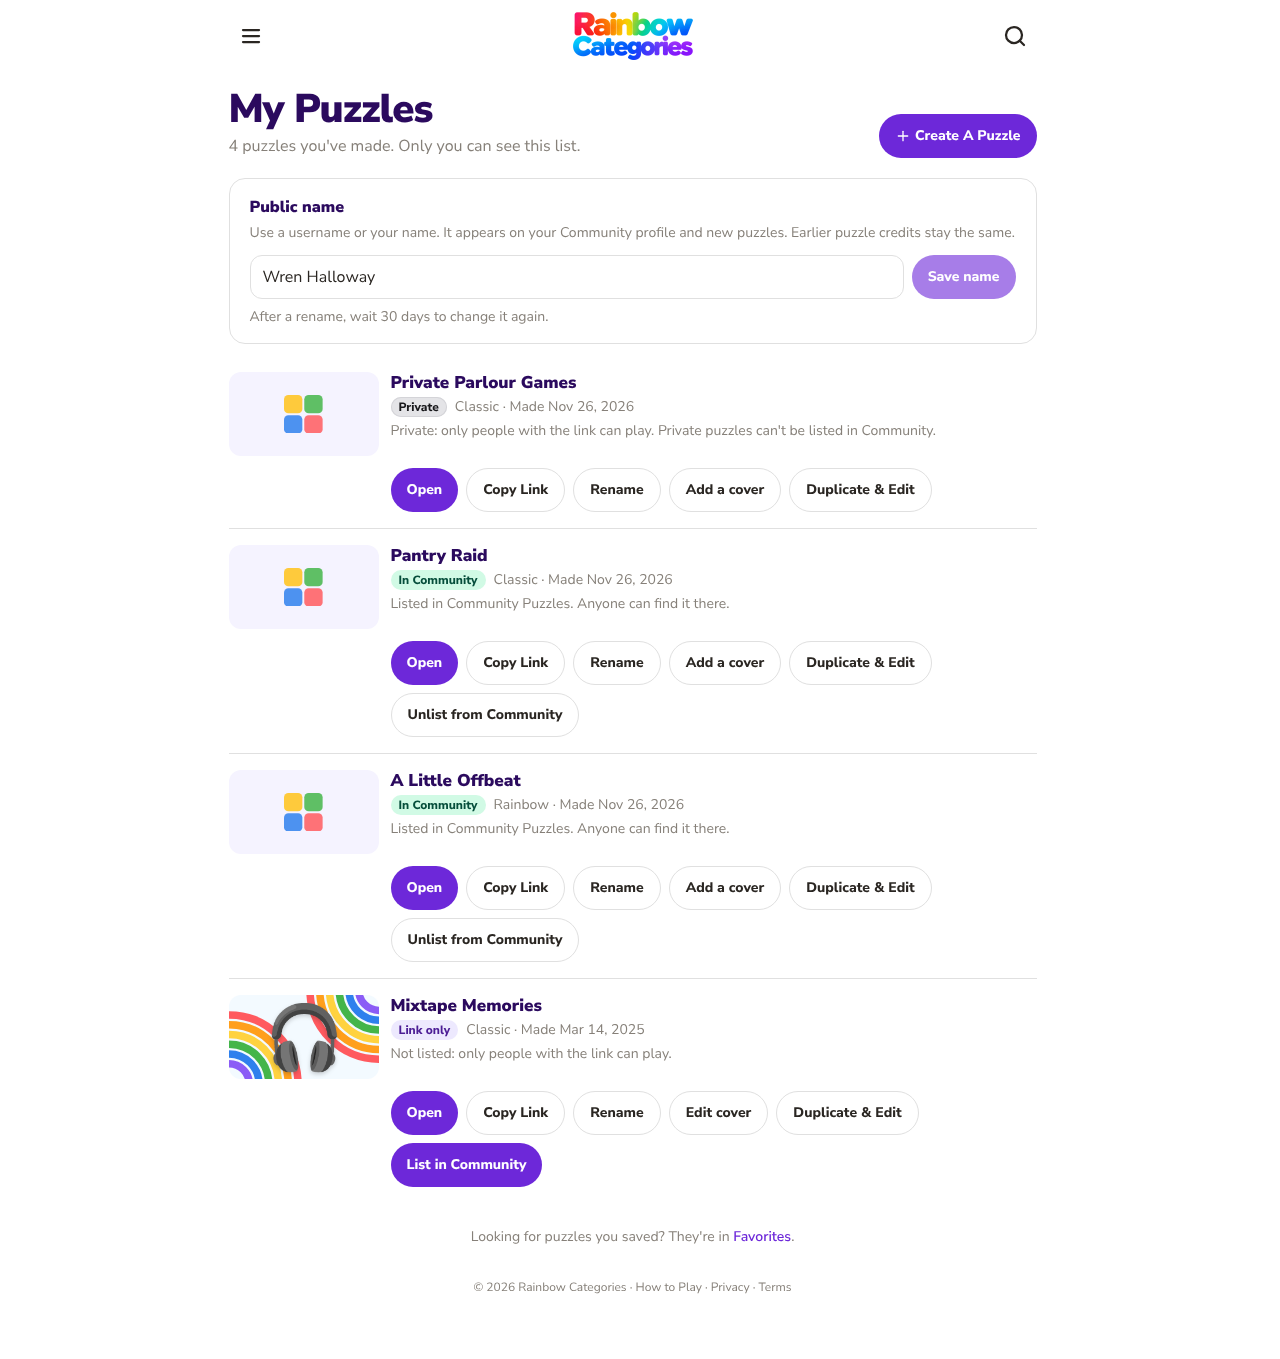 Rainbow
Categories
My Puzzles
4 puzzles you've made. Only you can see this list.
+ Create A Puzzle
Public name
Use a username or your name. It appears on your Community profile and new puzzles. Earlier puzzle credits stay the same.
Wren Halloway
Save name
After a rename, wait 30 days to change it again.
Private Parlour Games
Private Classic · Made Nov 26, 2026
Private: only people with the link can play. Private puzzles can't be listed in Community.
Open Copy Link Rename Add a cover Duplicate & Edit
Pantry Raid
In Community Classic · Made Nov 26, 2026
Listed in Community Puzzles. Anyone can find it there.
Open Copy Link Rename Add a cover Duplicate & Edit
Unlist from Community
A Little Offbeat
In Community Rainbow · Made Nov 26, 2026
Listed in Community Puzzles. Anyone can find it there.
Open Copy Link Rename Add a cover Duplicate & Edit
Unlist from Community
Mixtape Memories
Link only Classic · Made Mar 14, 2025
Not listed: only people with the link can play.
Open Copy Link Rename Edit cover Duplicate & Edit
List in Community
Looking for puzzles you saved? They're in Favorites.
© 2026 Rainbow Categories · How to Play · Privacy · Terms